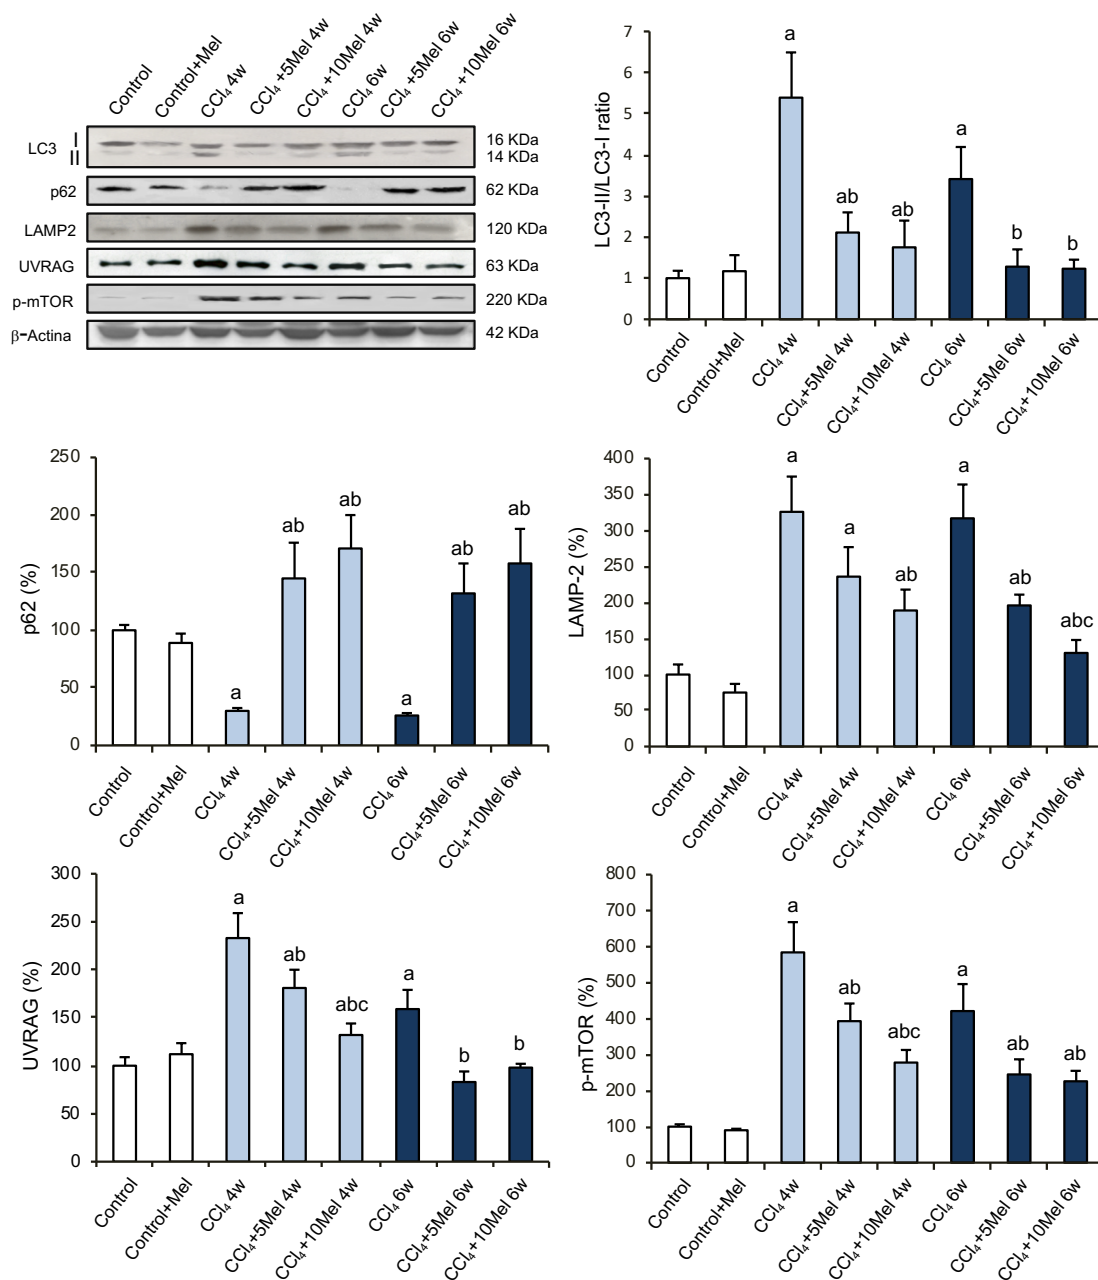 Control
Control+Mel
CCl₄ 4w
CCl₄+5Mel 4w
CCl₄+10Mel 4w
CCl₄ 6w
CCl₄+5Mel 6w
CCl₄+10Mel 6w
LC3 I 16 KDa
II 14 KDa
p62 62 KDa
LAMP2 120 KDa
UVRAG 63 KDa
p-mTOR 220 KDa
β-Actina 42 KDa
LC3-II/LC3-I ratio
7
6
5
4
3
2
1
0
a
ab
ab
a
b
b
Control
Control+Mel
CCl₄ 4w
CCl₄+5Mel 4w
CCl₄+10Mel 4w
CCl₄ 6w
CCl₄+5Mel 6w
CCl₄+10Mel 6w
p62 (%)
250
200
150
100
50
0
a
ab
ab
a
ab
ab
Control
Control+Mel
CCl₄ 4w
CCl₄+5Mel 4w
CCl₄+10Mel 4w
CCl₄ 6w
CCl₄+5Mel 6w
CCl₄+10Mel 6w
LAMP-2 (%)
400
350
300
250
200
150
100
50
0
a
a
ab
a
ab
abc
Control
Control+Mel
CCl₄ 4w
CCl₄+5Mel 4w
CCl₄+10Mel 4w
CCl₄ 6w
CCl₄+5Mel 6w
CCl₄+10Mel 6w
UVRAG (%)
300
250
200
150
100
50
0
a
ab
abc
a
b
b
Control
Control+Mel
CCl₄ 4w
CCl₄+5Mel 4w
CCl₄+10Mel 4w
CCl₄ 6w
CCl₄+5Mel 6w
CCl₄+10Mel 6w
p-mTOR (%)
800
700
600
500
400
300
200
100
0
a
ab
abc
a
ab
ab
Control
Control+Mel
CCl₄ 4w
CCl₄+5Mel 4w
CCl₄+10Mel 4w
CCl₄ 6w
CCl₄+5Mel 6w
CCl₄+10Mel 6w